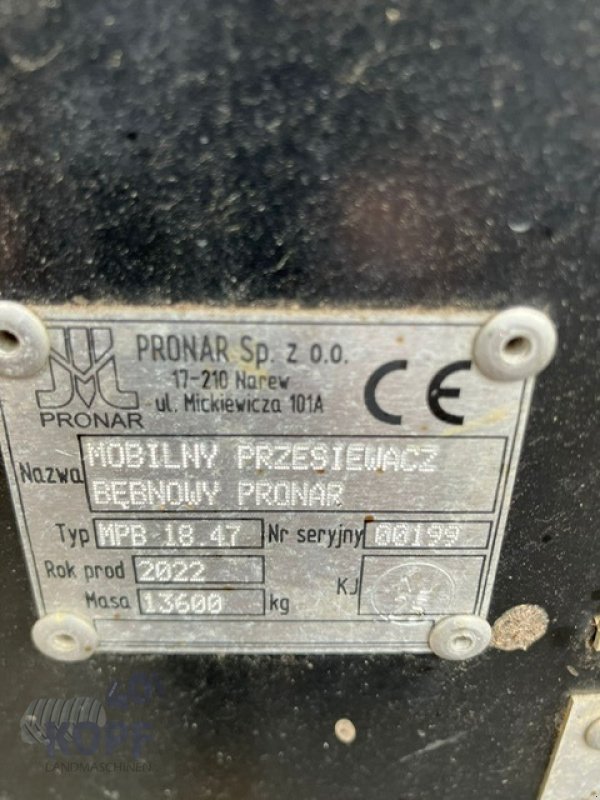 PRONAR Sp. z o.o.
17-210 Narew
ul. Mickiewicza 101A
CE
PRONAR
Nazwa MOBILNY PRZESIEWACZ
BĘBNOWY PRONAR
Typ MPB 18.47 Nr seryjny 00199
Rok prod 2022
KJ
Masa 13600 kg
KOPF
LANDMASCHINEN